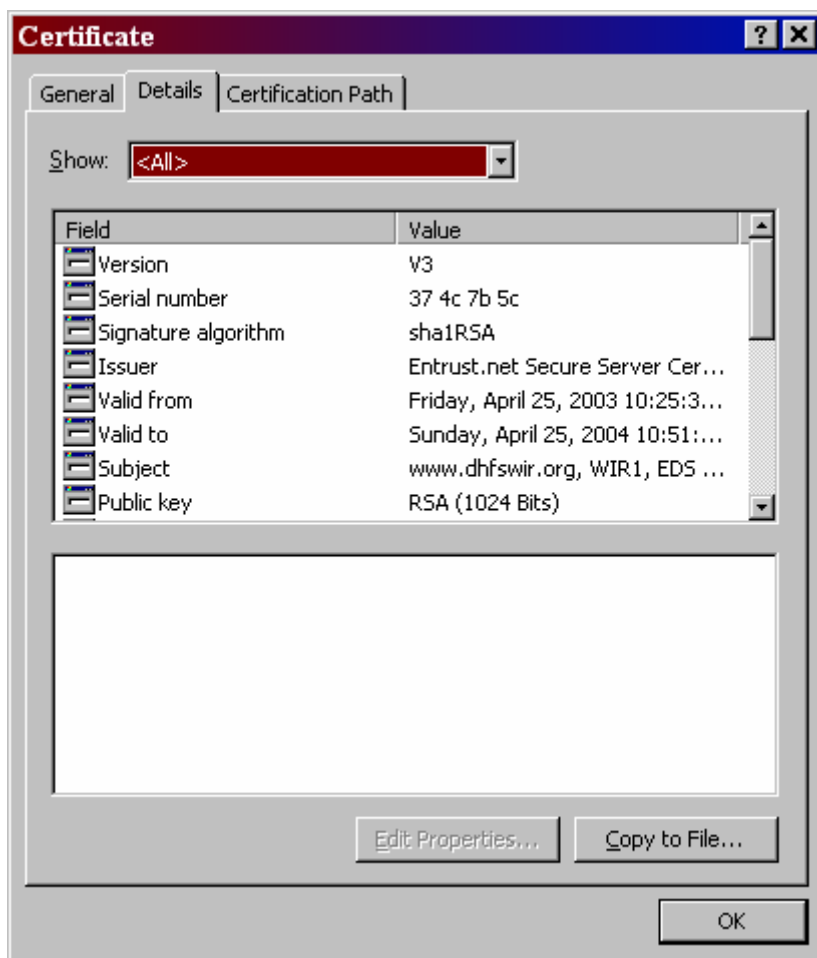 Certificate
General Details Certification Path
Show: <All>
Field Value
Version V3
Serial number 37 4c 7b 5c
Signature algorithm sha1RSA
Issuer Entrust.net Secure Server Cer...
Valid from Friday, April 25, 2003 10:25:3...
Valid to Sunday, April 25, 2004 10:51:...
Subject www.dhfswir.org, WIR1, EDS ...
Public key RSA (1024 Bits)
Edit Properties... Copy to File...
OK